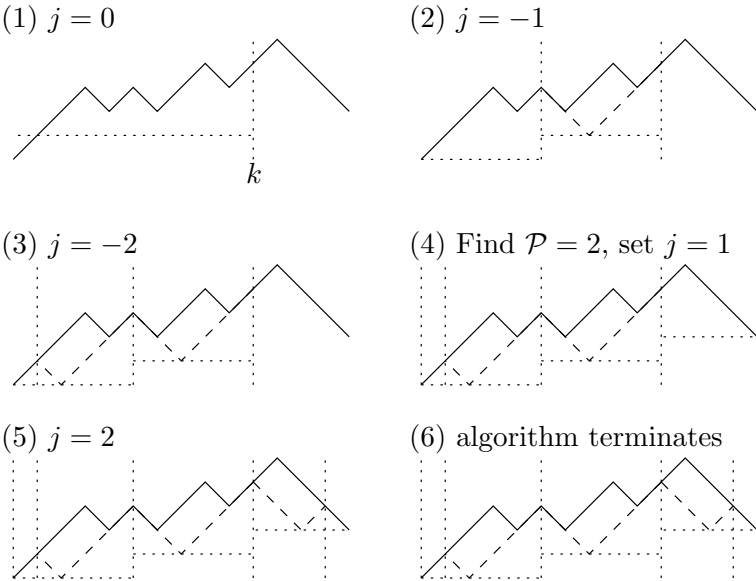 (1) j = 0
(2) j = −1
k
(3) j = −2
(4) Find 𝒫 = 2, set j = 1
(5) j = 2
(6) algorithm terminates